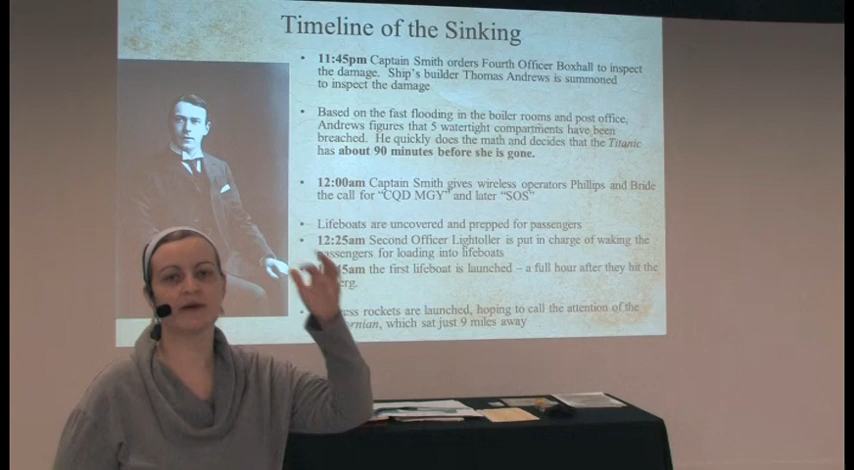 Timeline of the Sinking
• 11:45pm Captain Smith orders Fourth Officer Boxhall to inspect
the damage. Ship's builder Thomas Andrews is summoned
to inspect the damage
• Based on the fast flooding in the boiler rooms and post office,
Andrews figures that 5 watertight compartments have been
breached. He quickly does the math and decides that the Titanic
has about 90 minutes before she is gone.
• 12:00am Captain Smith gives wireless operators Phillips and Bride
the call for "CQD MGY" and later "SOS"
• Lifeboats are uncovered and prepped for passengers
• 12:25am Second Officer Lightoller is put in charge of waking the
passengers for loading into lifeboats
45am the first lifeboat is launched – a full hour after they hit the
erg.
• ess rockets are launched, hoping to call the attention of the
rnian, which sat just 9 miles away